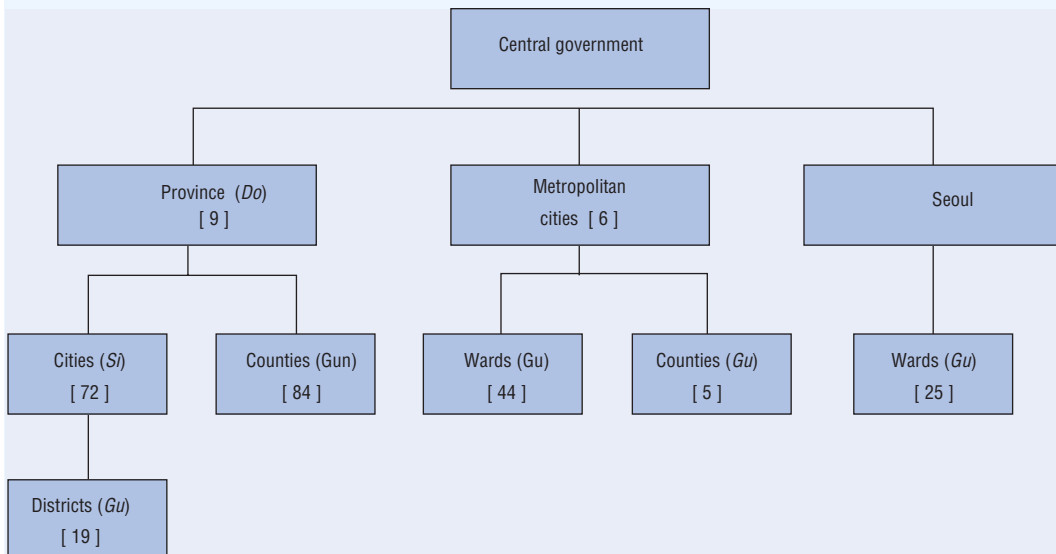 Central government
Province (Do)
[ 9 ]
Metropolitan
cities [ 6 ]
Seoul
Cities (Si)
[ 72 ]
Counties (Gun)
[ 84 ]
Wards (Gu)
[ 44 ]
Counties (Gu)
[ 5 ]
Wards (Gu)
[ 25 ]
Districts (Gu)
[ 19 ]